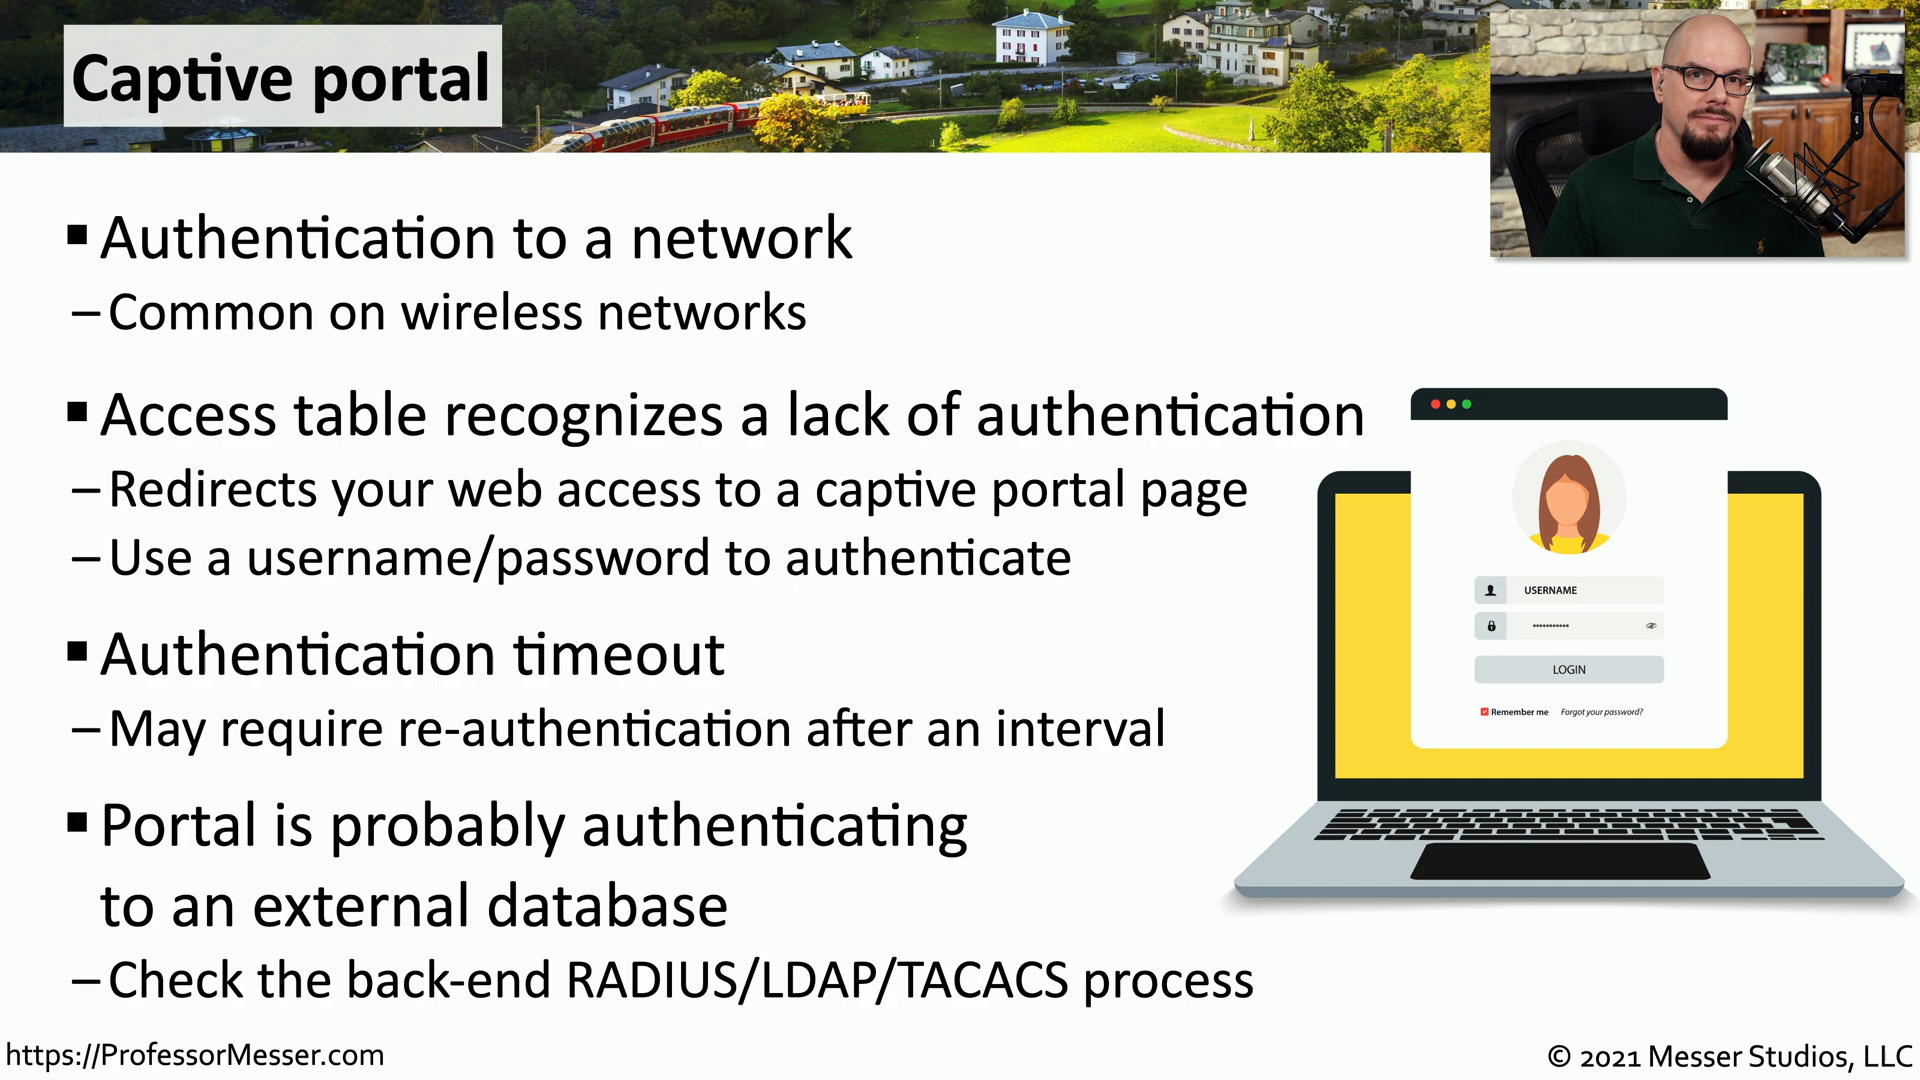 Captive portal
▪ Authentication to a network
– Common on wireless networks
▪ Access table recognizes a lack of authentication
– Redirects your web access to a captive portal page
– Use a username/password to authenticate
▪ Authentication timeout
– May require re-authentication after an interval
▪ Portal is probably authenticating
to an external database
– Check the back-end RADIUS/LDAP/TACACS process
USERNAME
LOGIN
Remember me Forgot your password?
https://ProfessorMesser.com
© 2021 Messer Studios, LLC